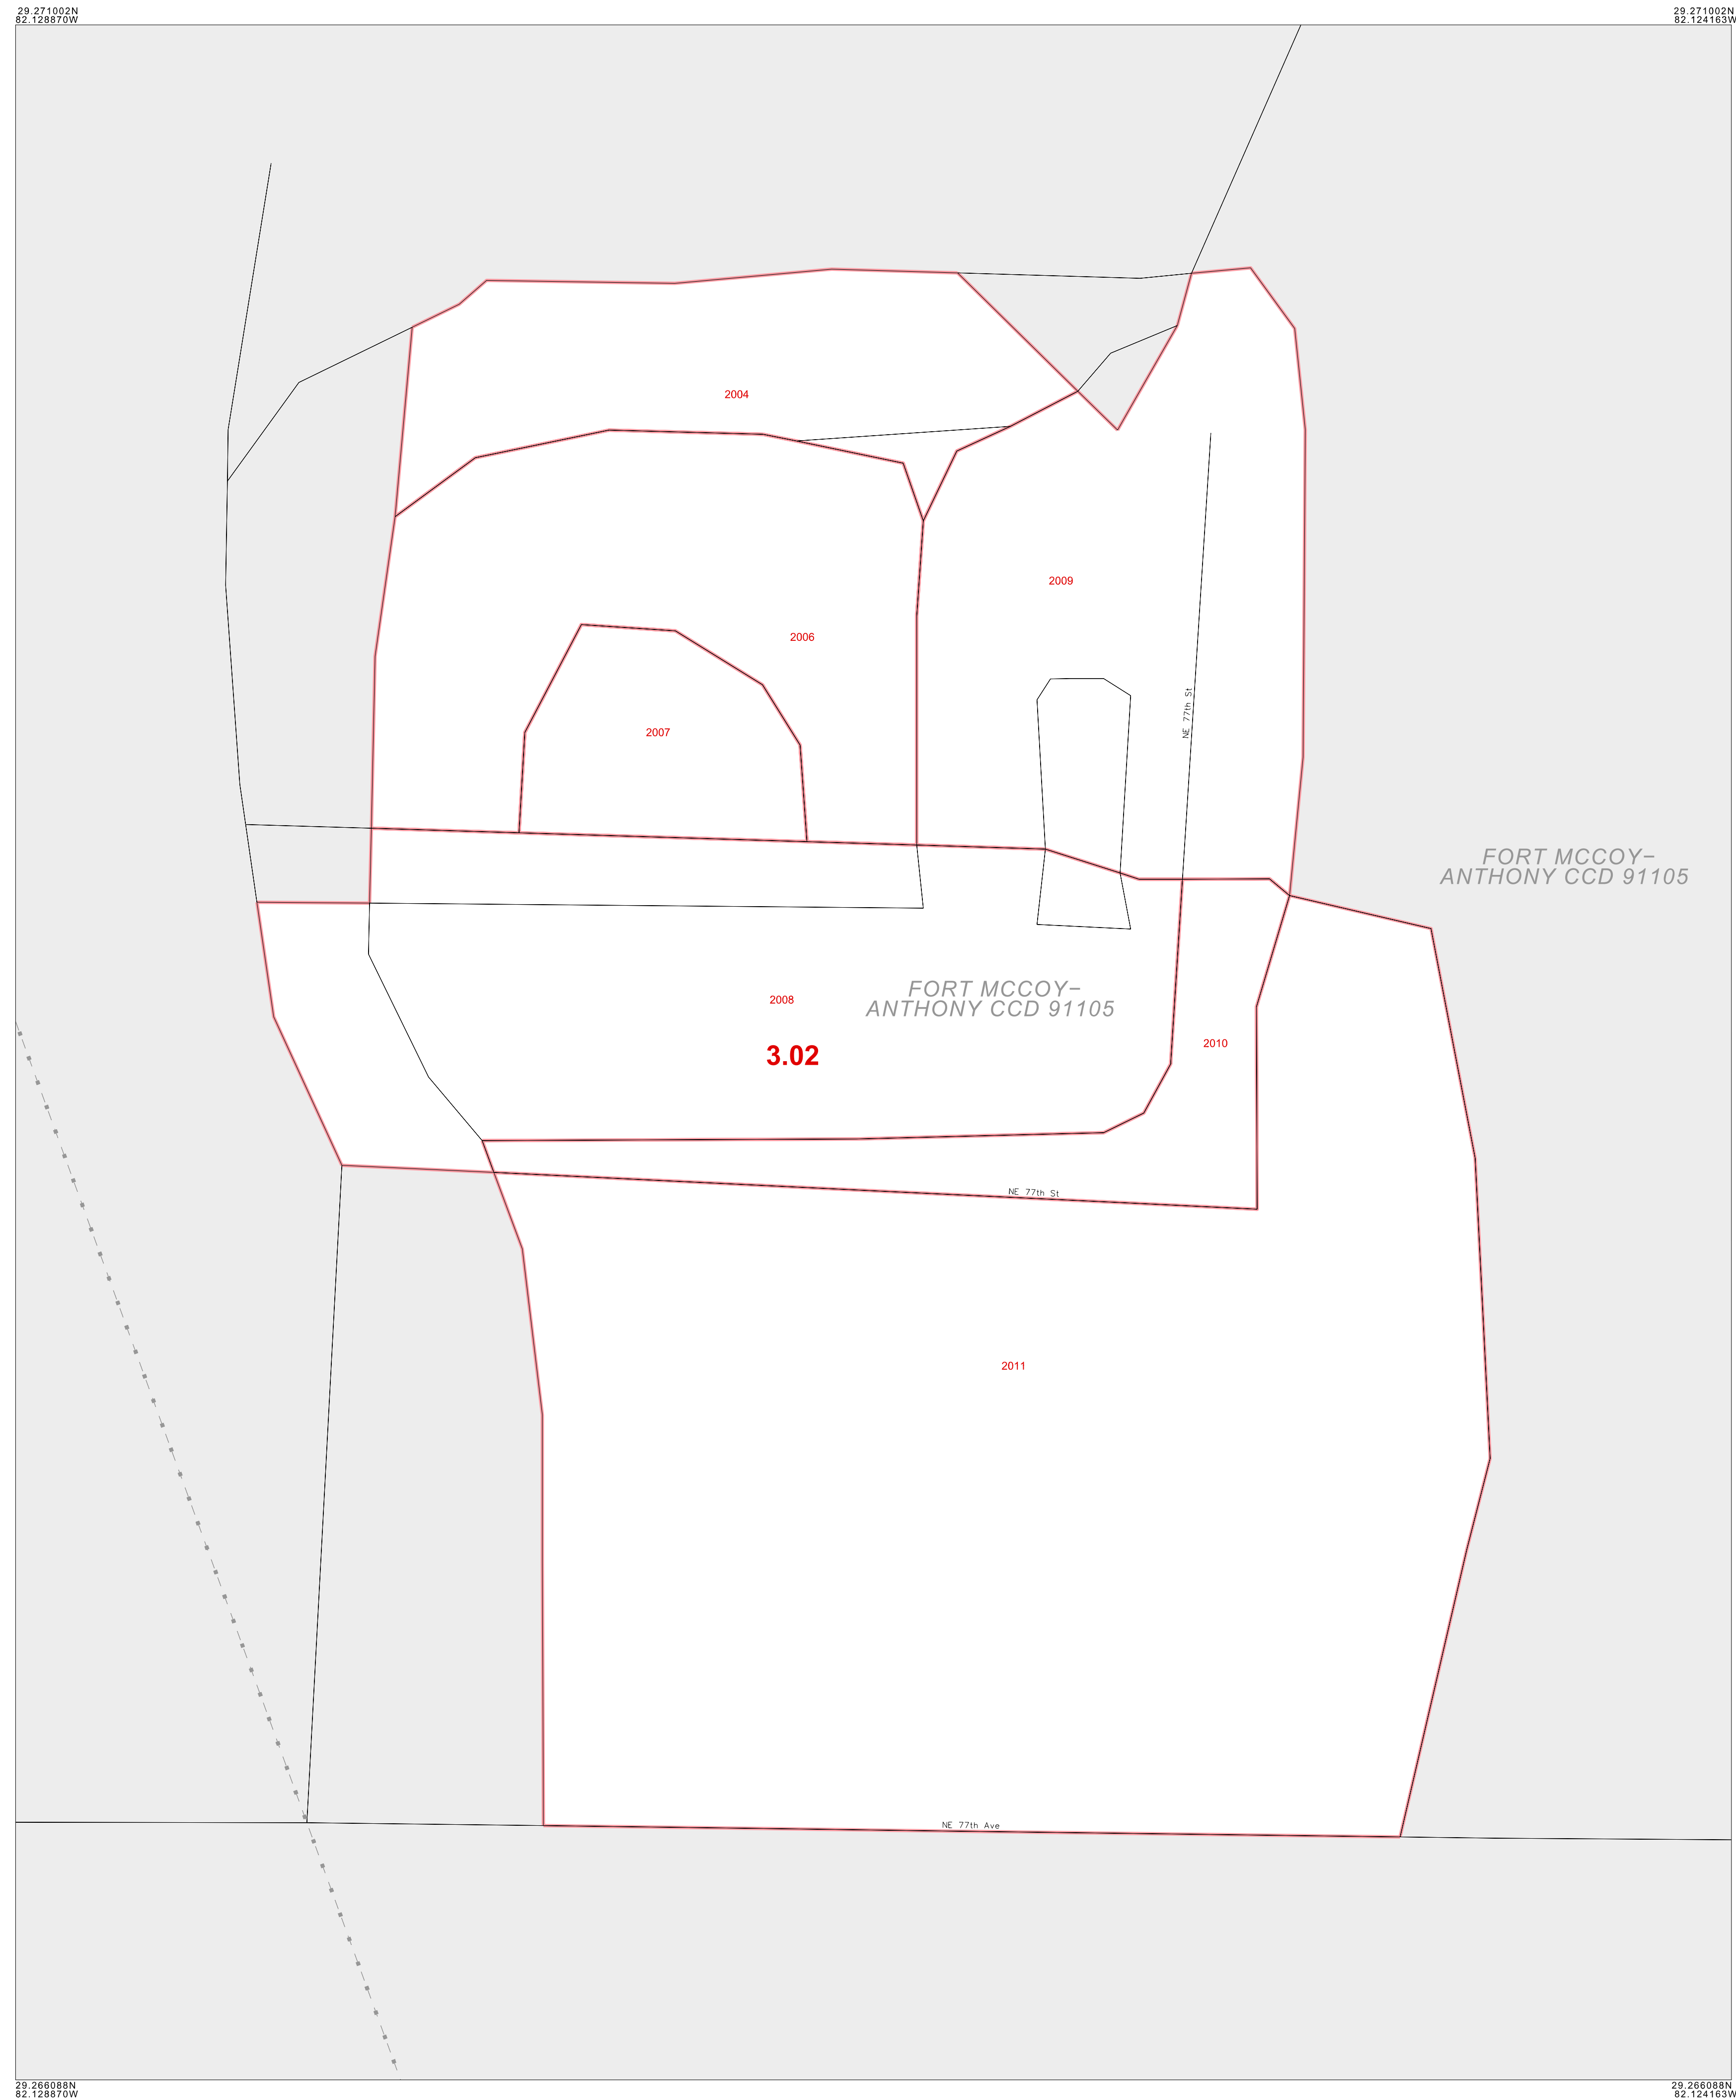 29.271002N
82.128870W
29.271002N
82.124163W
2004
2009
2006
NE 77th St
2007
FORT MCCOY-
ANTHONY CCD 91105
FORT MCCOY-
ANTHONY CCD 91105
2008
2010
3.02
NE 77th St
2011
NE 77th Ave
29.266088N
82.128870W
29.266088N
82.124163W